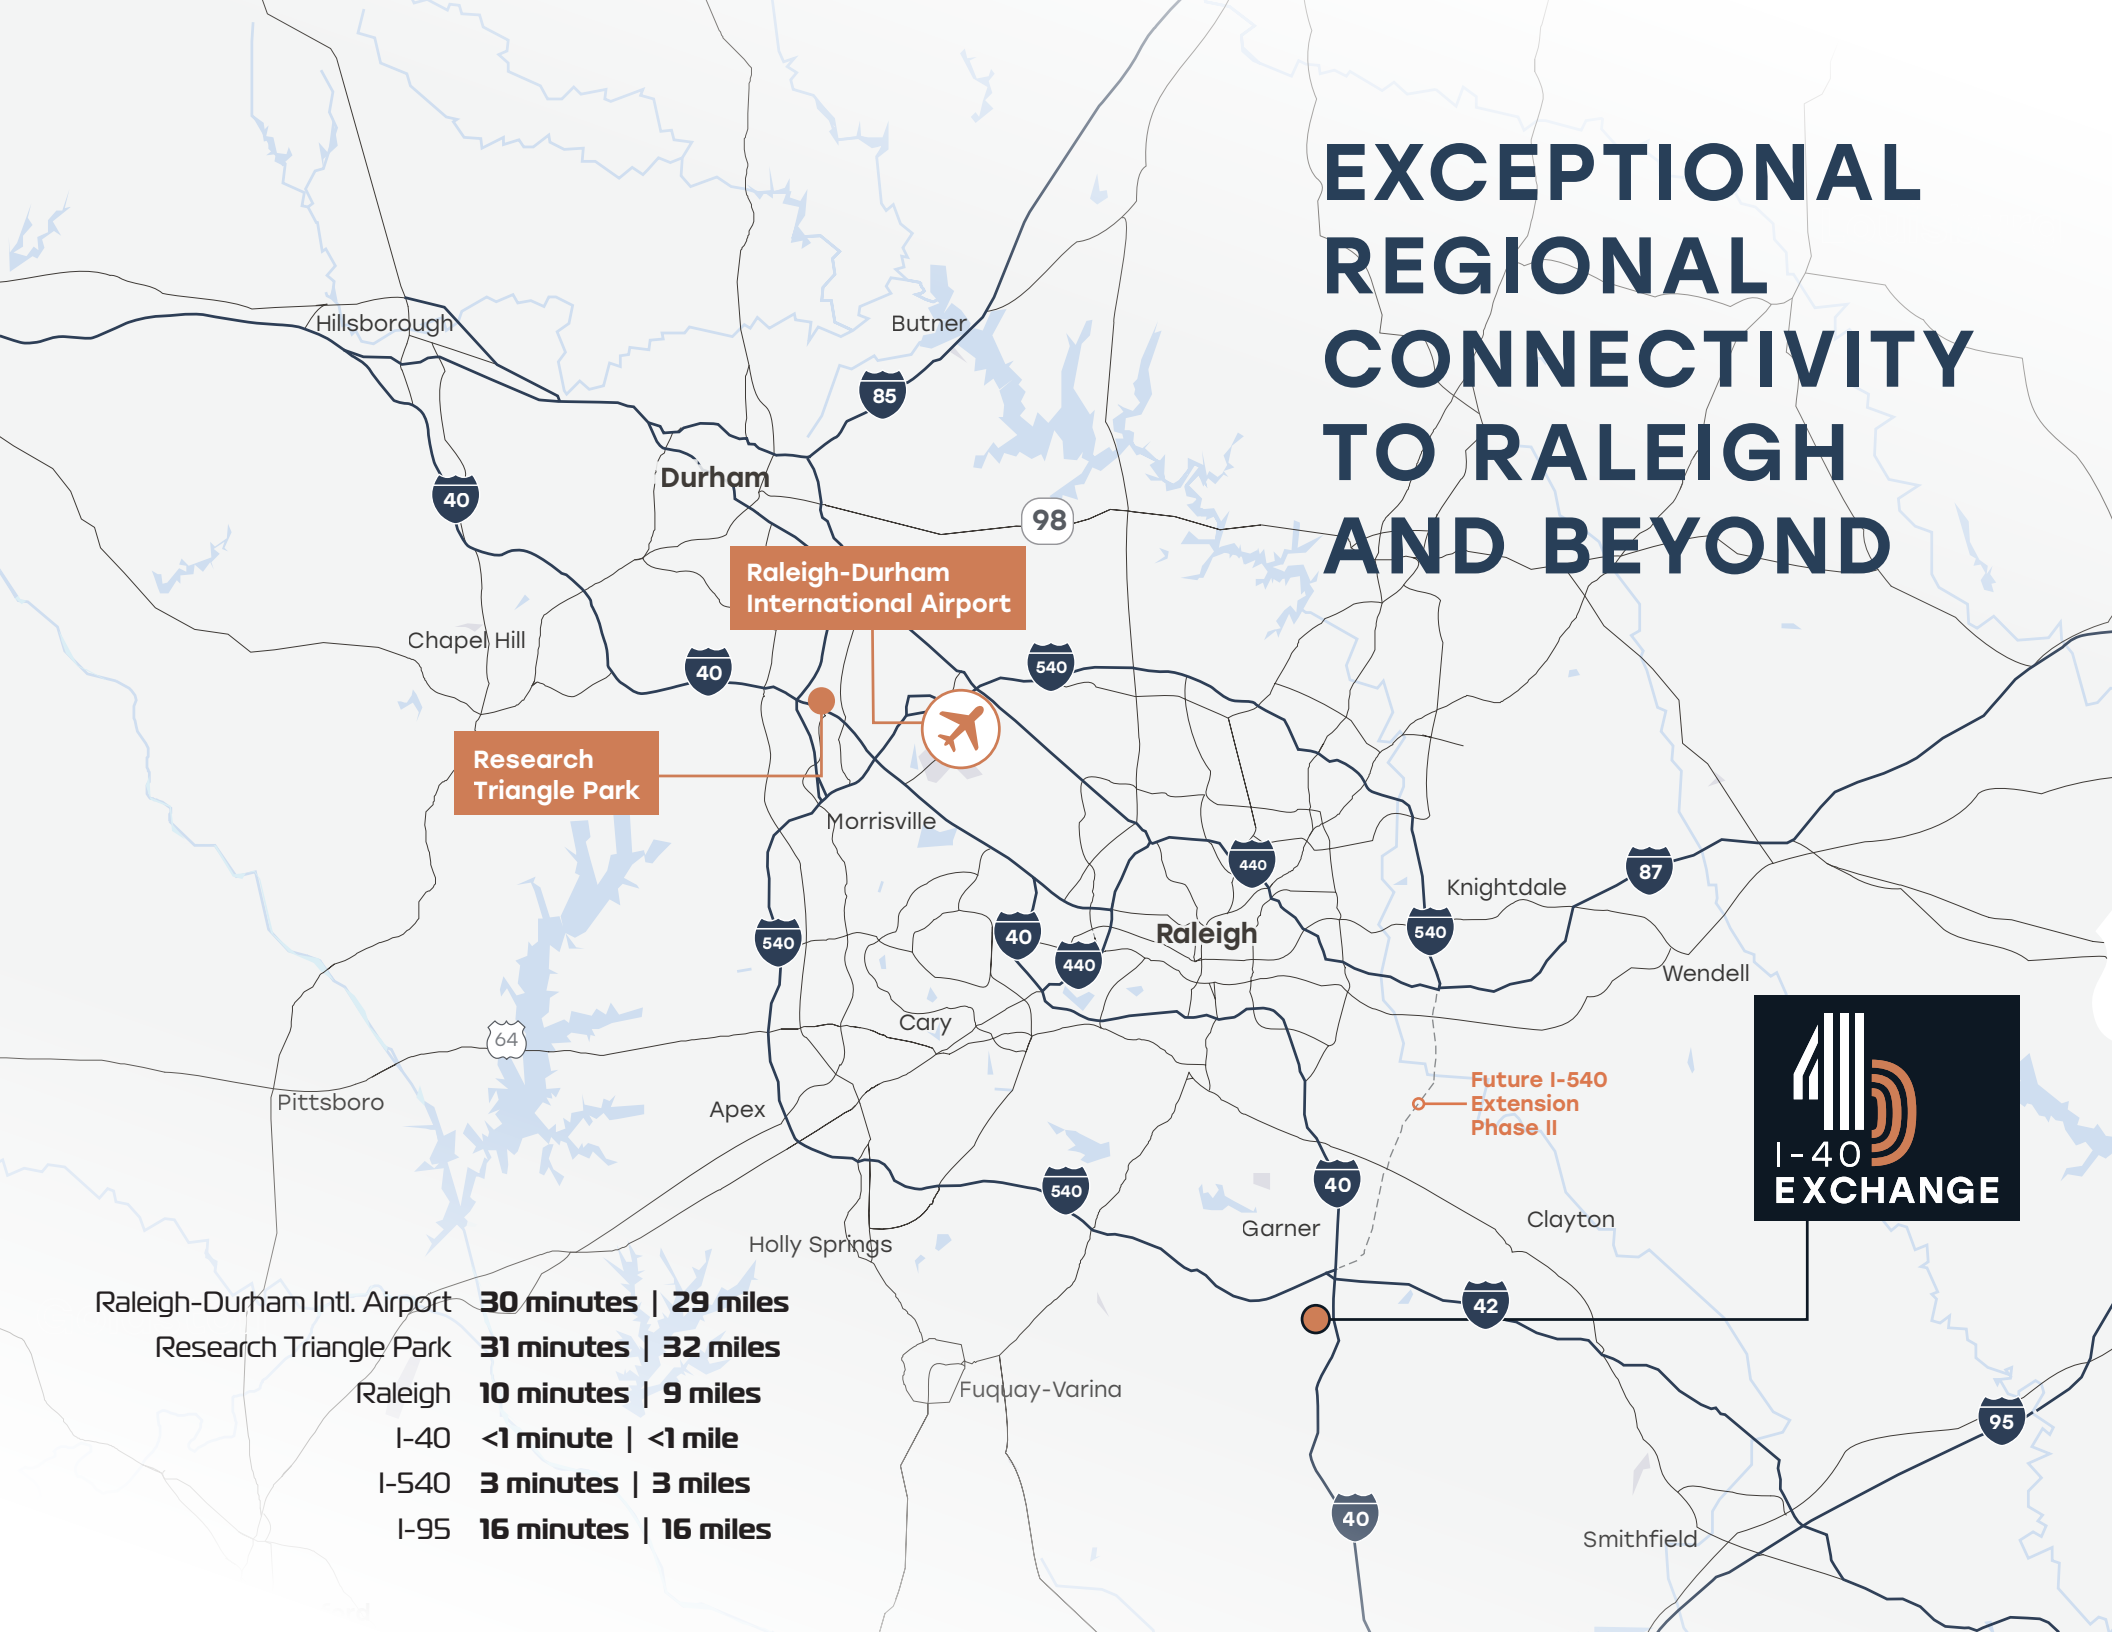 EXCEPTIONAL
REGIONAL
CONNECTIVITY
TO RALEIGH
AND BEYOND
Hillsborough
Butner
85
Durham
40
98
Raleigh-Durham
International Airport
Chapel Hill
40
540
Research
Triangle Park
Morrisville
440
87
Knightdale
540
40
540
Raleigh
440
Wendell
Cary
64
Pittsboro
Apex
Future I-540
Extension
Phase II
I-40
EXCHANGE
540
40
Garner
Clayton
Holly Springs
42
Fuquay-Varina
95
40
Smithfield
Raleigh-Durham Intl. Airport 30 minutes | 29 miles
Research Triangle Park 31 minutes | 32 miles
Raleigh 10 minutes | 9 miles
I-40 <1 minute | <1 mile
I-540 3 minutes | 3 miles
I-95 16 minutes | 16 miles